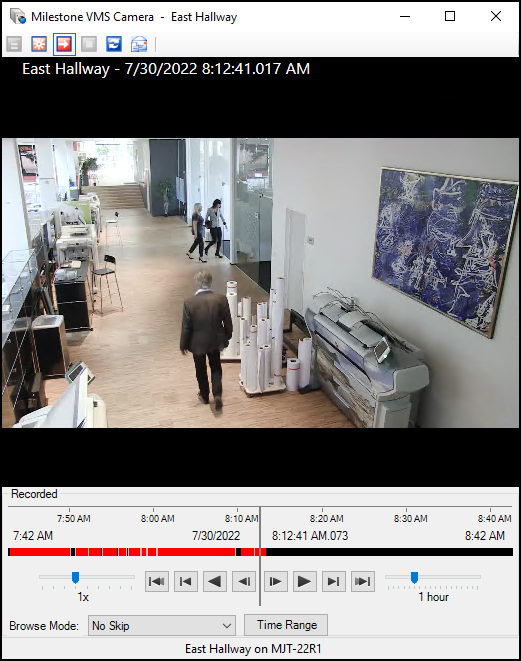 Milestone VMS Camera - East Hallway
East Hallway - 7/30/2022 8:12:41.017 AM
Recorded
7:50 AM 8:00 AM 8:10 AM 8:20 AM 8:30 AM 8:40 AM
7:42 AM 7/30/2022 8:12:41 AM.073 8:42 AM
1x 1 hour
Browse Mode: No Skip Time Range
East Hallway on MJT-22R1